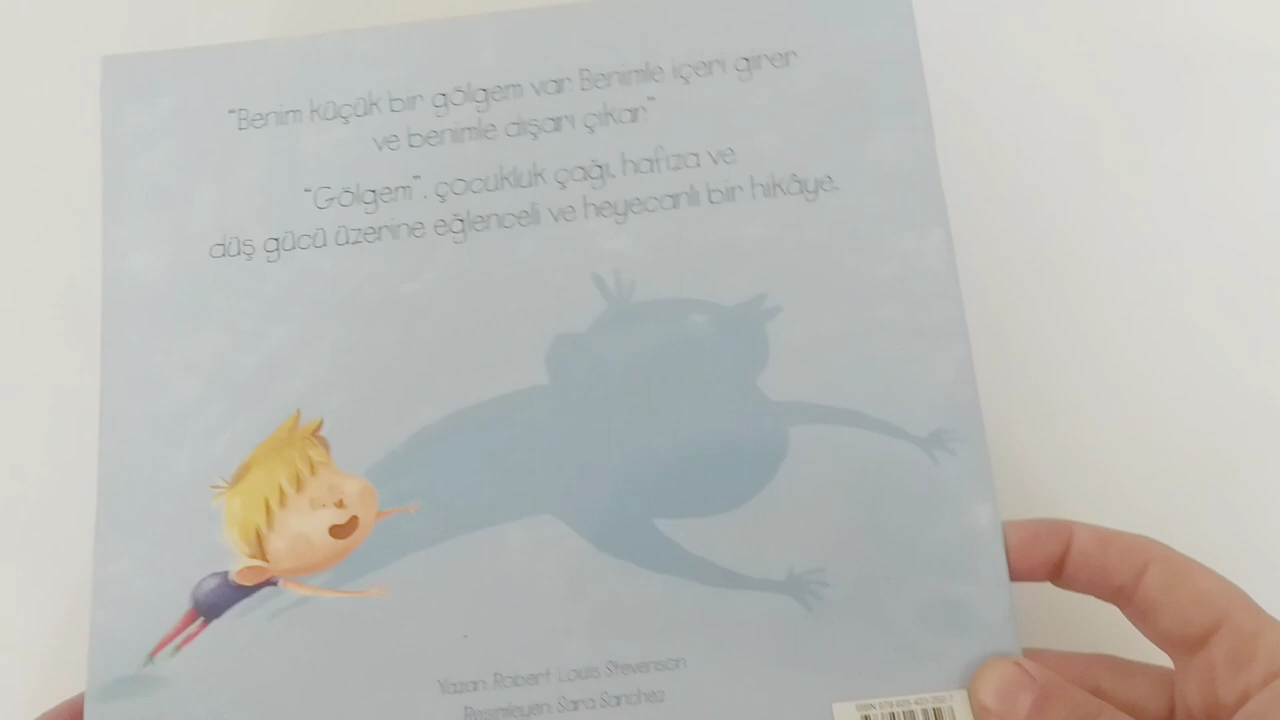 "Benim küçük bir gölgem var. Benimle içeri girer
ve benimle dışarı çıkar."
"Gölgem", çocukluk çağı, hafıza ve
düş gücü üzerine eğlenceli ve heyecanlı bir hikâye.
Yazan: Robert Louis Stevenson
Resimleyen: Sara Sanchez
ISBN